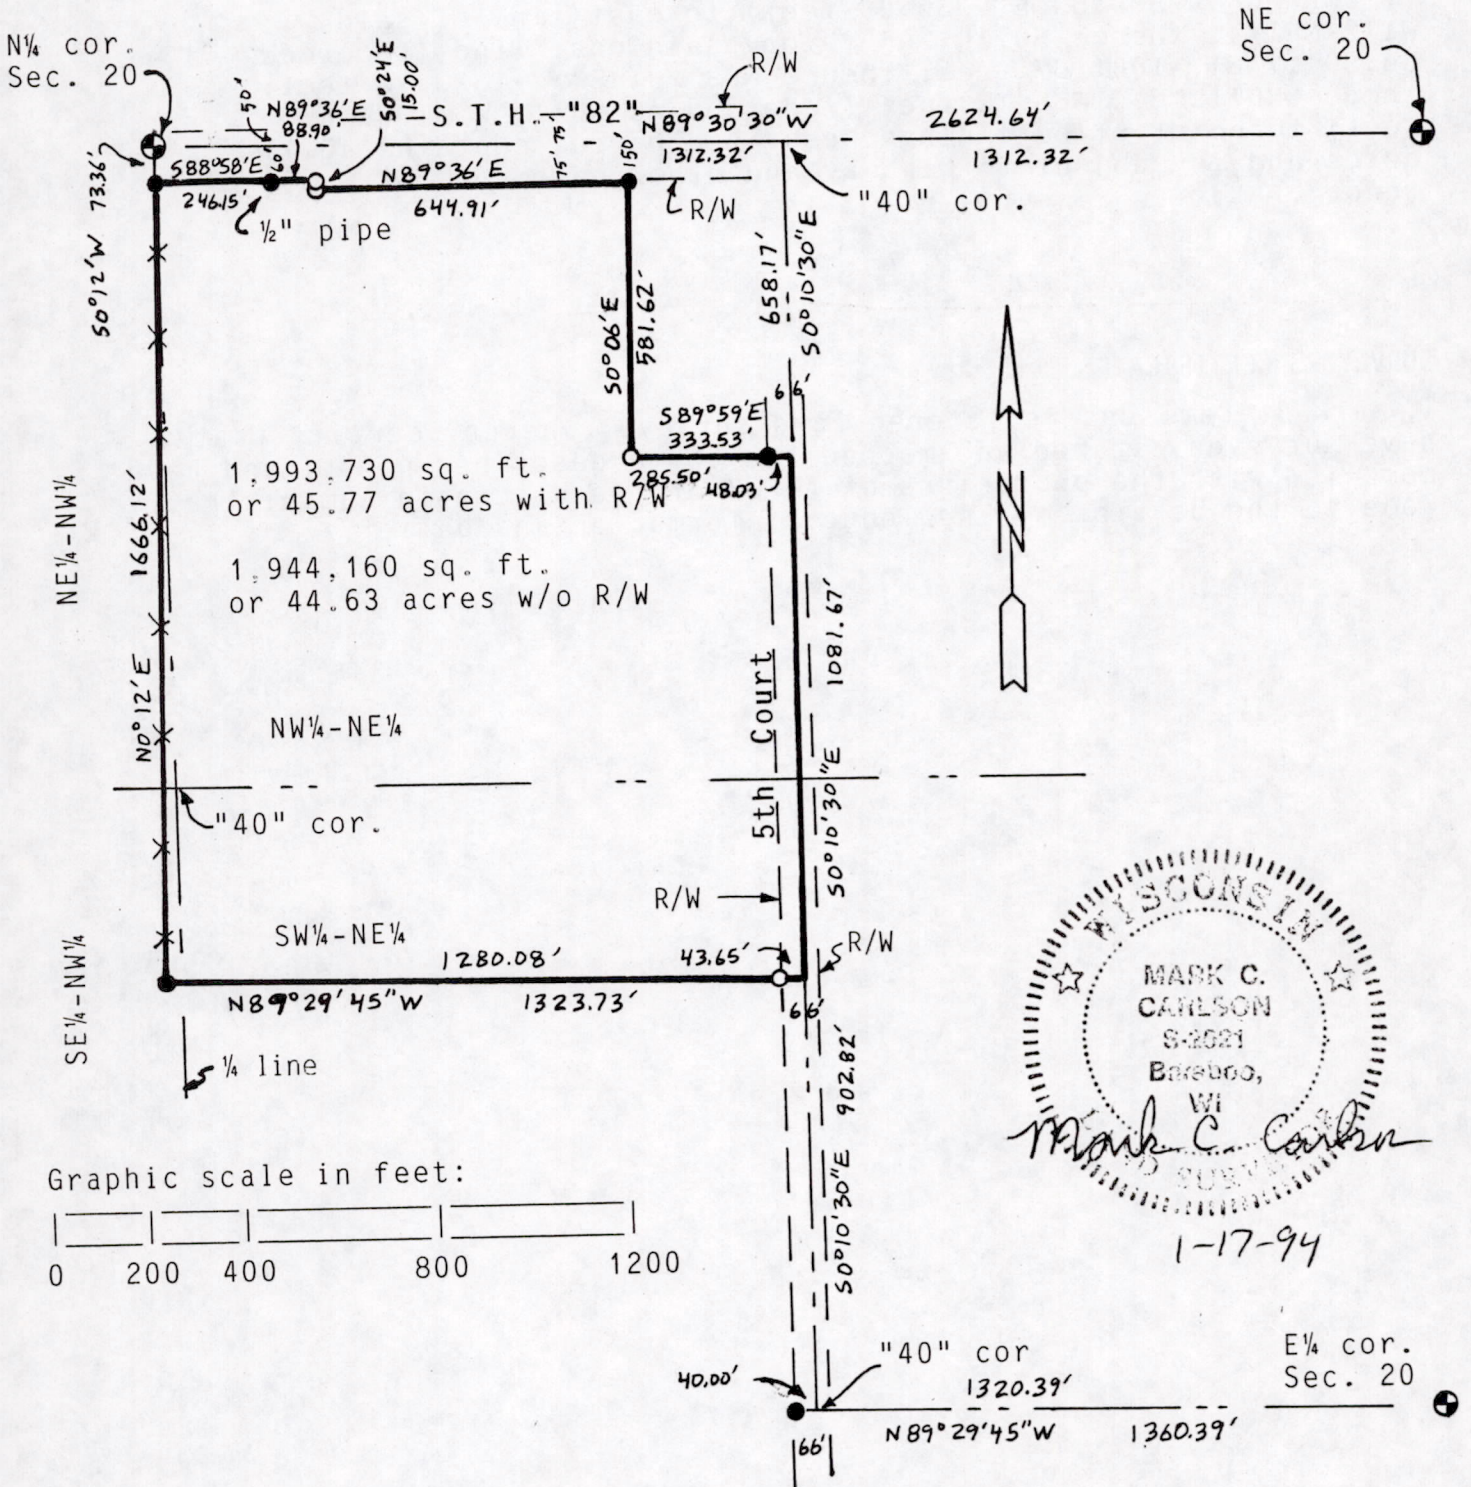 N¼ cor.
Sec. 20
NE cor.
Sec. 20
R/W
50'
N89°36'E
88.90'
S0°24'E
15.00'
S.T.H. "82"
N89°30'30"W
2624.64'
1312.32'
1312.32'
73.36'
S88°58'E
246.15'
½" pipe
N89°36'E
644.91'
75' 75'
150'
R/W
"40" cor.
S0°12'W
S0°06'E
581.62'
658.17'
S0°10'30"E
66'
S89°59'E
333.53'
285.50'
48.03'
1,993,730 sq. ft.
or 45.77 acres with R/W
1,944,160 sq. ft.
or 44.63 acres w/o R/W
NE¼-NW¼
1666.12'
N0°12'E
NW¼-NE¼
"40" cor.
5th Court
1081.67'
S0°10'30"E
R/W
R/W
SE¼-NW¼
SW¼-NE¼
1280.08'
43.65'
N89°29'45"W
1323.73'
66'
¼ line
902.82'
S0°10'30"E
WISCONSIN
MARK C.
CARLSON
S-2021
Baraboo,
WI
Mark C. Carlson
1-17-94
Graphic scale in feet:
0 200 400 800 1200
40.00'
"40" cor
1320.39'
E¼ cor.
Sec. 20
N89°29'45"W
1360.39'
66'